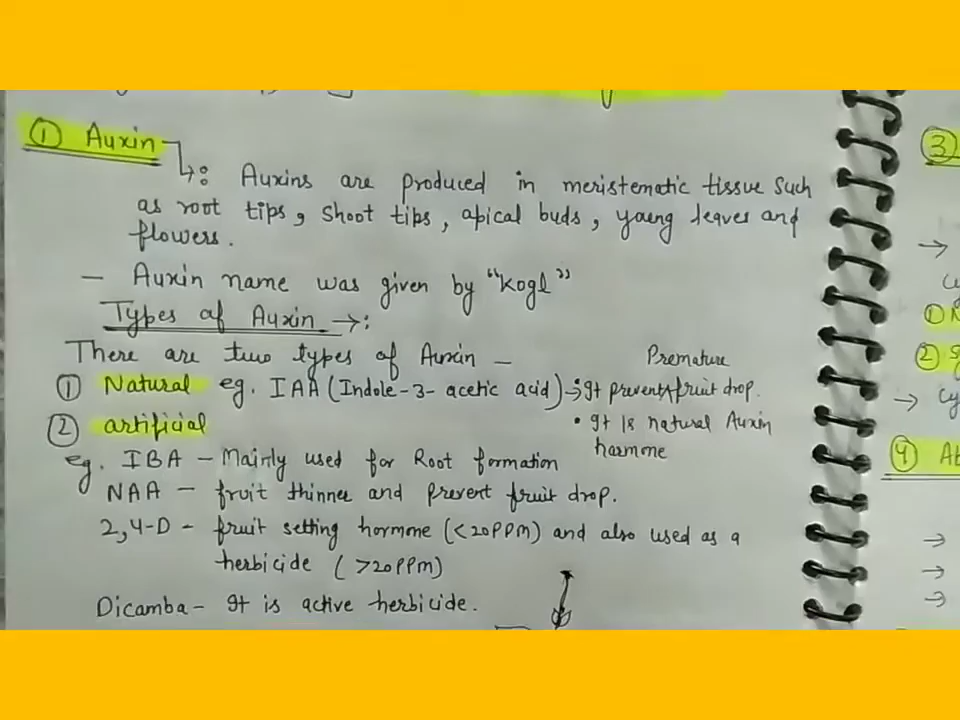 ① Auxin
: Auxins are produced in meristematic tissue such
as root tips, shoot tips, apical buds, young leaves and
flowers.
– Auxin name was given by "Kogl"
Types of Auxin →:
There are two types of Auxin –
① Natural eg. IAA (Indole-3- acetic acid) → • It prevent premature fruit drop.
• It is natural Auxin
hormone
② artificial
eg. IBA – Mainly used for Root formation
NAA – fruit thinner and prevent fruit drop.
2,4-D – fruit setting hormone (<20PPM) and also used as a
herbicide (>20PPM)
Dicamba – It is active herbicide.
3
→
① N
②
→ Cy
④ Ab
→
→
→